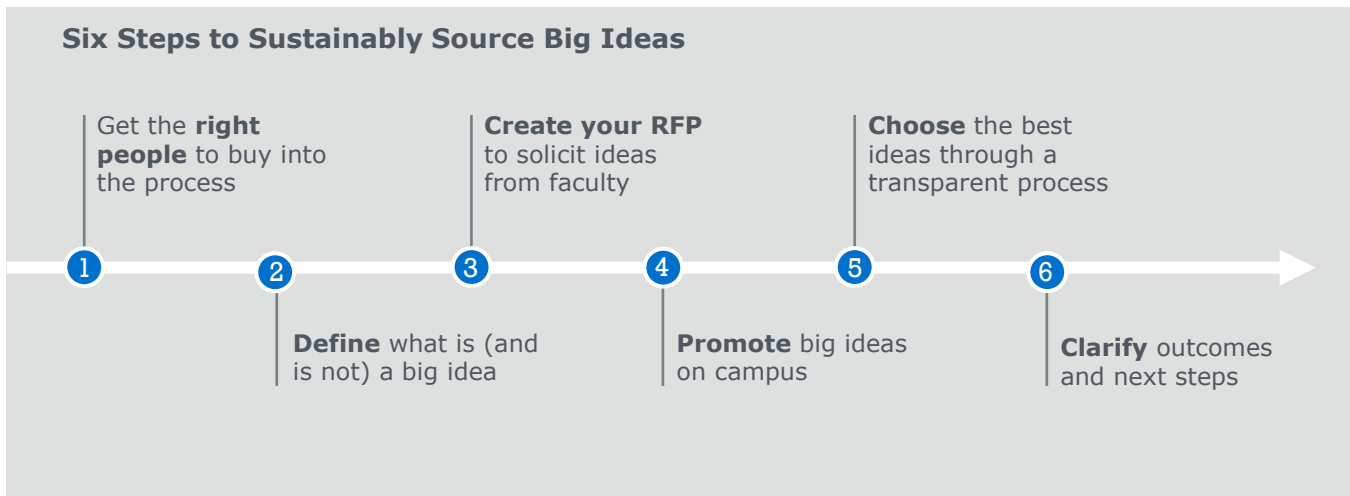 Six Steps to Sustainably Source Big Ideas
1
Get the right
people to buy into
the process
2
Define what is (and
is not) a big idea
3
Create your RFP
to solicit ideas
from faculty
4
Promote big ideas
on campus
5
Choose the best
ideas through a
transparent process
6
Clarify outcomes
and next steps